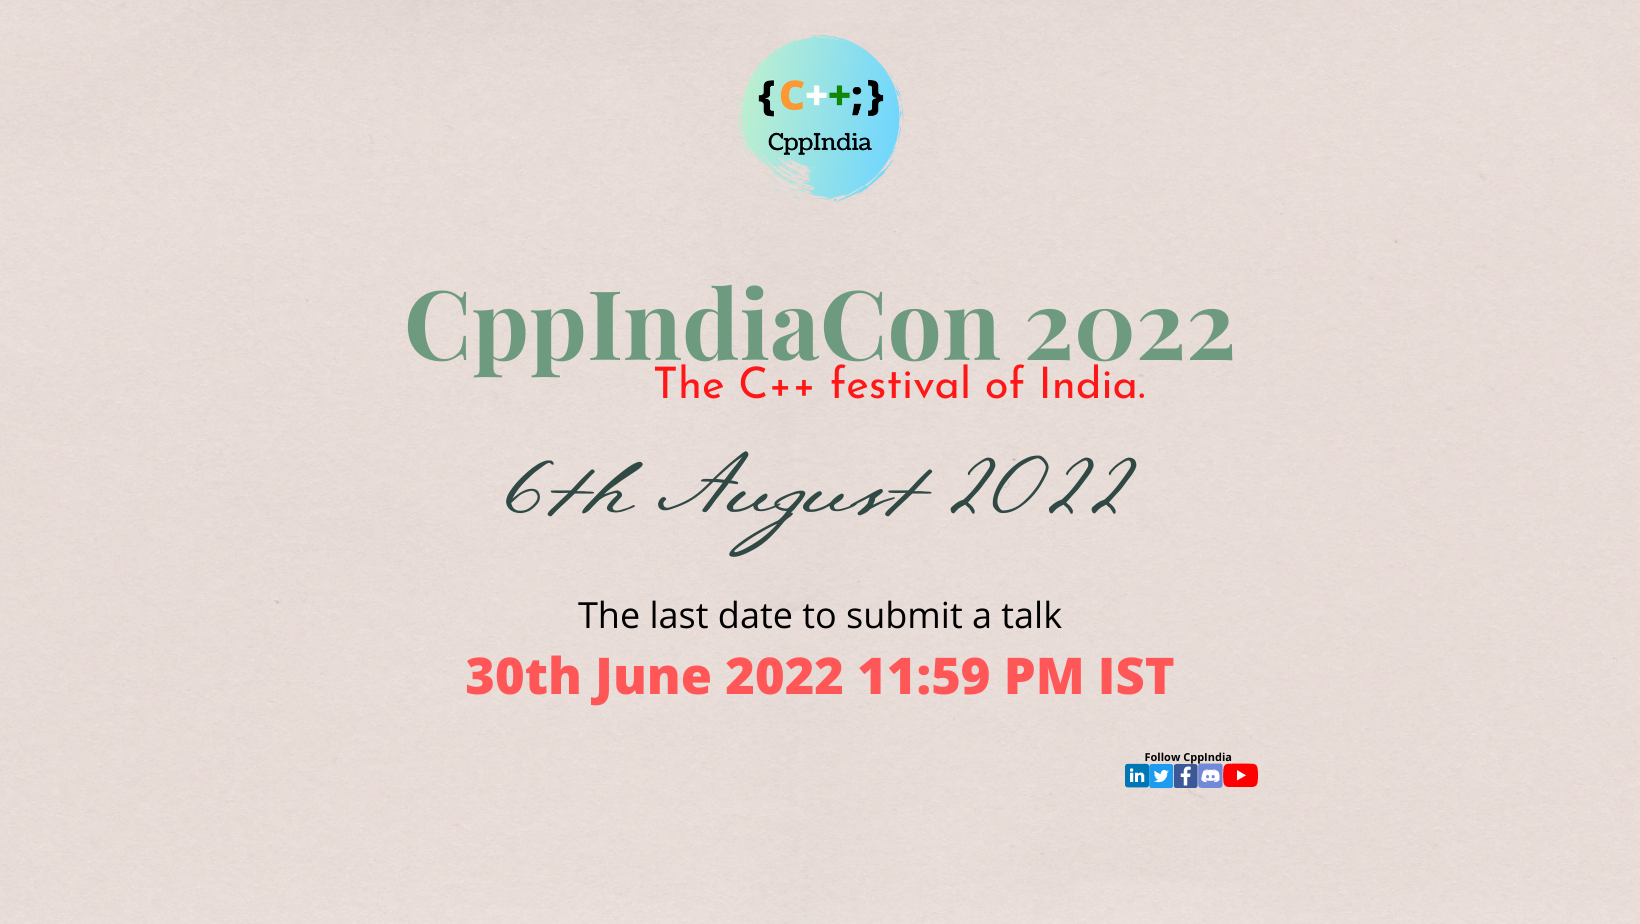 {C++;}
CppIndia
CppIndiaCon 2022
The C++ festival of India.
6th August 2022
The last date to submit a talk
30th June 2022 11:59 PM IST
Follow CppIndia
in